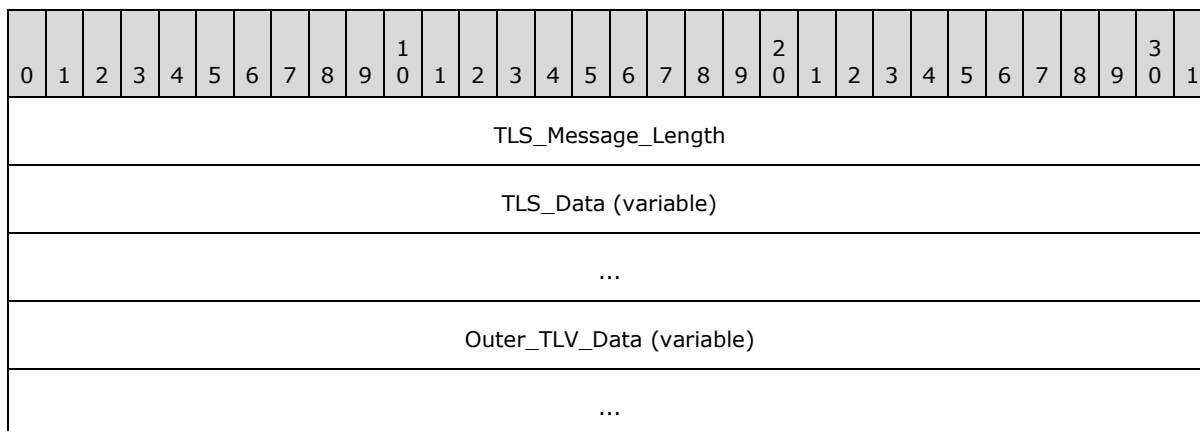 0 1 2 3 4 5 6 7 8 9 1 0 1 2 3 4 5 6 7 8 9 2 0 1 2 3 4 5 6 7 8 9 3 0 1
TLS_Message_Length
TLS_Data (variable)
...
Outer_TLV_Data (variable)
...